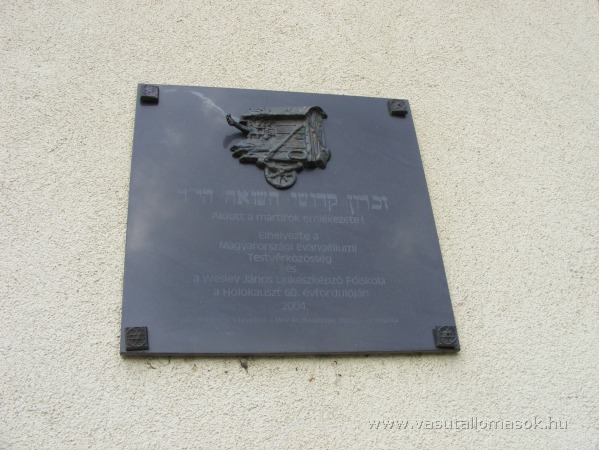 זכרון קדושי השואה הי"ד
Áldott a mártírok emlékezete!
Elhelyezte a
Magyarországi Evangéliumi
Testvérközösség
és
a Wesley János Lelkészképző Főiskola
a Holokauszt 60. évfordulóján
2004.
www.vasutallomasok.hu